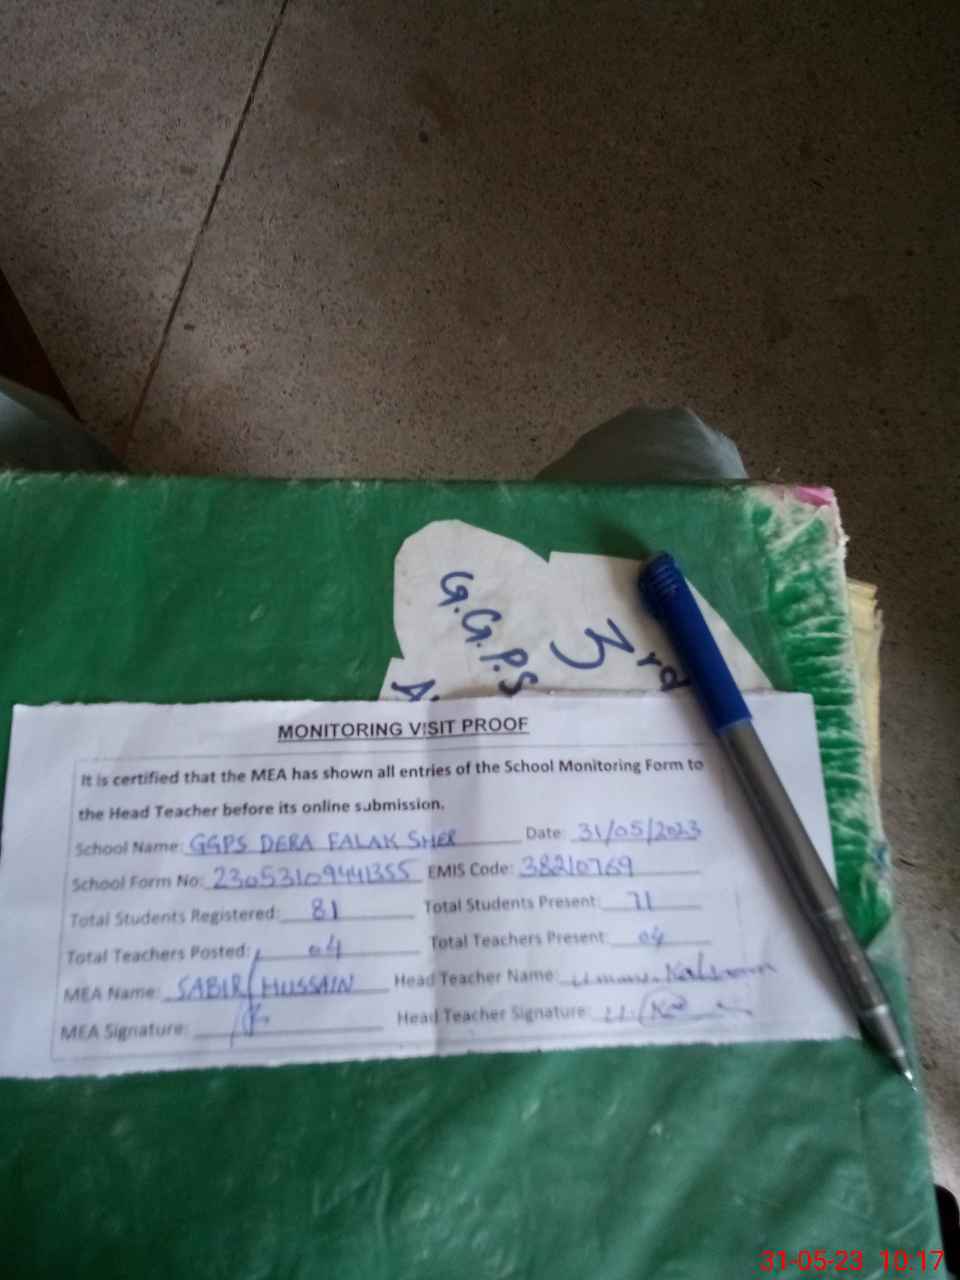 G.G.P.S
3rd
MONITORING VISIT PROOF
It is certified that the MEA has shown all entries of the School Monitoring Form to
the Head Teacher before its online submission.
School Name: GGPS DERA FALAK SHER Date: 31/05/2023
School Form No: 23053109441355 EMIS Code: 38210769
Total Students Registered: 81 Total Students Present: 71
Total Teachers Posted: 04 Total Teachers Present: 04
MEA Name: SABIR HUSSAIN Head Teacher Name:
MEA Signature: Head Teacher Signature:
31-05-23 10:17